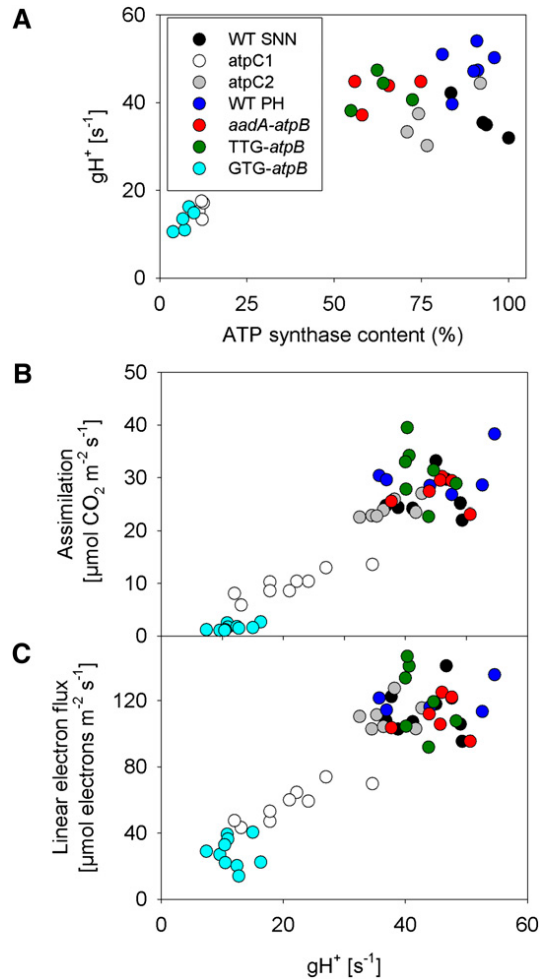 A
60
40
20
0
gH⁺ [s⁻¹]
WT SNN
atpC1
atpC2
WT PH
aadA-atpB
TTG-atpB
GTG-atpB
0 25 50 75 100
ATP synthase content (%)
B
50
40
30
20
10
0
Assimilation
[µmol CO₂ m⁻² s⁻¹]
C
120
80
40
0
Linear electron flux
[µmol electrons m⁻² s⁻¹]
0 20 40 60
gH⁺ [s⁻¹]